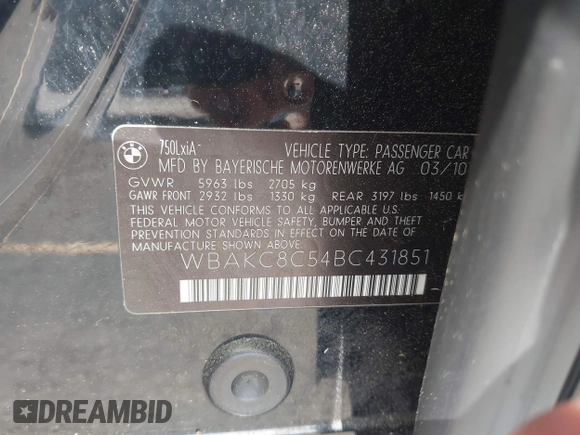 BMW
750LxiA
VEHICLE TYPE: PASSENGER CAR
MFD BY BAYERISCHE MOTORENWERKE AG 03/10
GVWR 5963 lbs 2705 kg
GAWR FRONT 2932 lbs 1330 kg REAR 3197 lbs 1450 k
THIS VEHICLE CONFORMS TO ALL APPLICABLE U.S.
FEDERAL MOTOR VEHICLE SAFETY, BUMPER AND THEFT
PREVENTION STANDARDS IN EFFECT ON THE DATE OF
MANUFACTURE SHOWN ABOVE
WBAKC8C54BC431851
DREAMBID